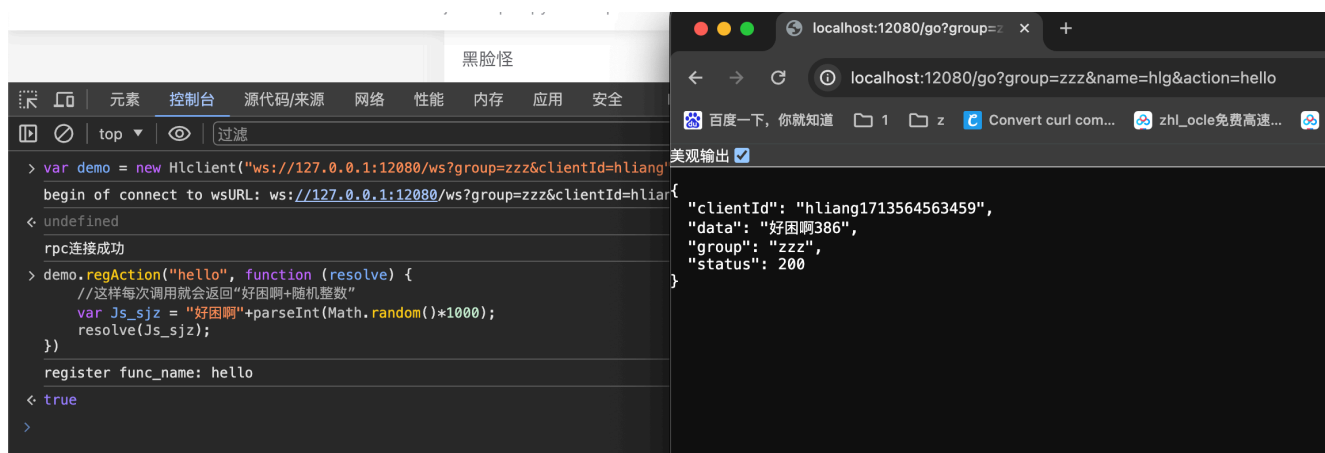 黑脸怪
元素 控制台 源代码/来源 网络 性能 内存 应用 安全
top 过滤
> var demo = new Hlclient("ws://127.0.0.1:12080/ws?group=zzz&clientId=hliang"
begin of connect to wsURL: ws://127.0.0.1:12080/ws?group=zzz&clientId=hlian
undefined
rpc连接成功
> demo.regAction("hello", function (resolve) {
//这样每次调用就会返回“好困啊+随机整数”
var Js_sjz = "好困啊"+parseInt(Math.random()*1000);
resolve(Js_sjz);
})
register func_name: hello
true
>
localhost:12080/go?group=z
localhost:12080/go?group=zzz&name=hlg&action=hello
百度一下，你就知道 1 z Convert curl com... zhl_ocle免费高速...
美观输出
{
"clientId": "hliang1713564563459",
"data": "好困啊386",
"group": "zzz",
"status": 200
}